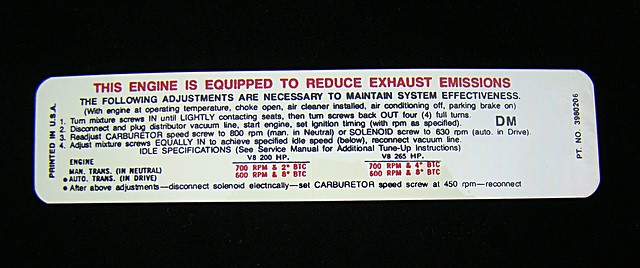 THIS ENGINE IS EQUIPPED TO REDUCE EXHAUST EMISSIONS
THE FOLLOWING ADJUSTMENTS ARE NECESSARY TO MAINTAIN SYSTEM EFFECTIVENESS.
(With engine at operating temperature, choke open, air cleaner installed, air conditioning off, parking brake on)
1. Turn mixture screws IN until LIGHTLY contacting seats, then turn screws back OUT four (4) full turns.
2. Disconnect and plug distributor vacuum line, start engine, set ignition timing (with rpm as specified).
DM
3. Readjust CARBURETOR speed screw to 800 rpm (man. in Neutral) or SOLENOID screw to 630 rpm (auto. in Drive).
4. Adjust mixture screws EQUALLY IN to achieve specified idle speed (below), reconnect vacuum line.
IDLE SPECIFICATIONS (See Service Manual for Additional Tune-Up Instructions)
ENGINE V8 200 HP. V8 265 HP.
MAN. TRANS. (IN NEUTRAL) 700 RPM & 2° BTC 700 RPM & 4° BTC
● AUTO. TRANS. (IN DRIVE) 600 RPM & 8° BTC 600 RPM & 8° BTC
● After above adjustments—disconnect solenoid electrically—set CARBURETOR speed screw at 450 rpm—reconnect
PRINTED IN U.S.A.
PT. NO. 3980206